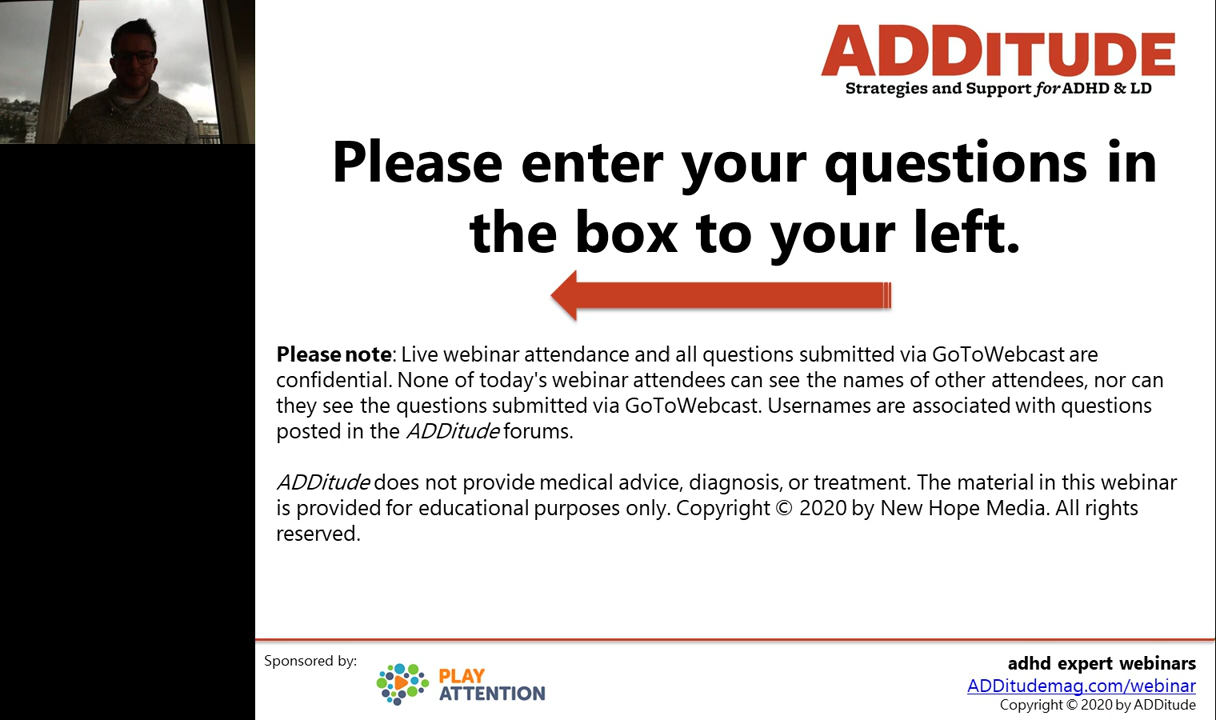 ADDITUDE
Strategies and Support for ADHD & LD
Please enter your questions in
the box to your left.
Please note: Live webinar attendance and all questions submitted via GoToWebcast are
confidential. None of today's webinar attendees can see the names of other attendees, nor can
they see the questions submitted via GoToWebcast. Usernames are associated with questions
posted in the ADDitude forums.
ADDitude does not provide medical advice, diagnosis, or treatment. The material in this webinar
is provided for educational purposes only. Copyright © 2020 by New Hope Media. All rights
reserved.
Sponsored by:
PLAY
ATTENTION
adhd expert webinars
ADDitudemag.com/webinar
Copyright © 2020 by ADDitude